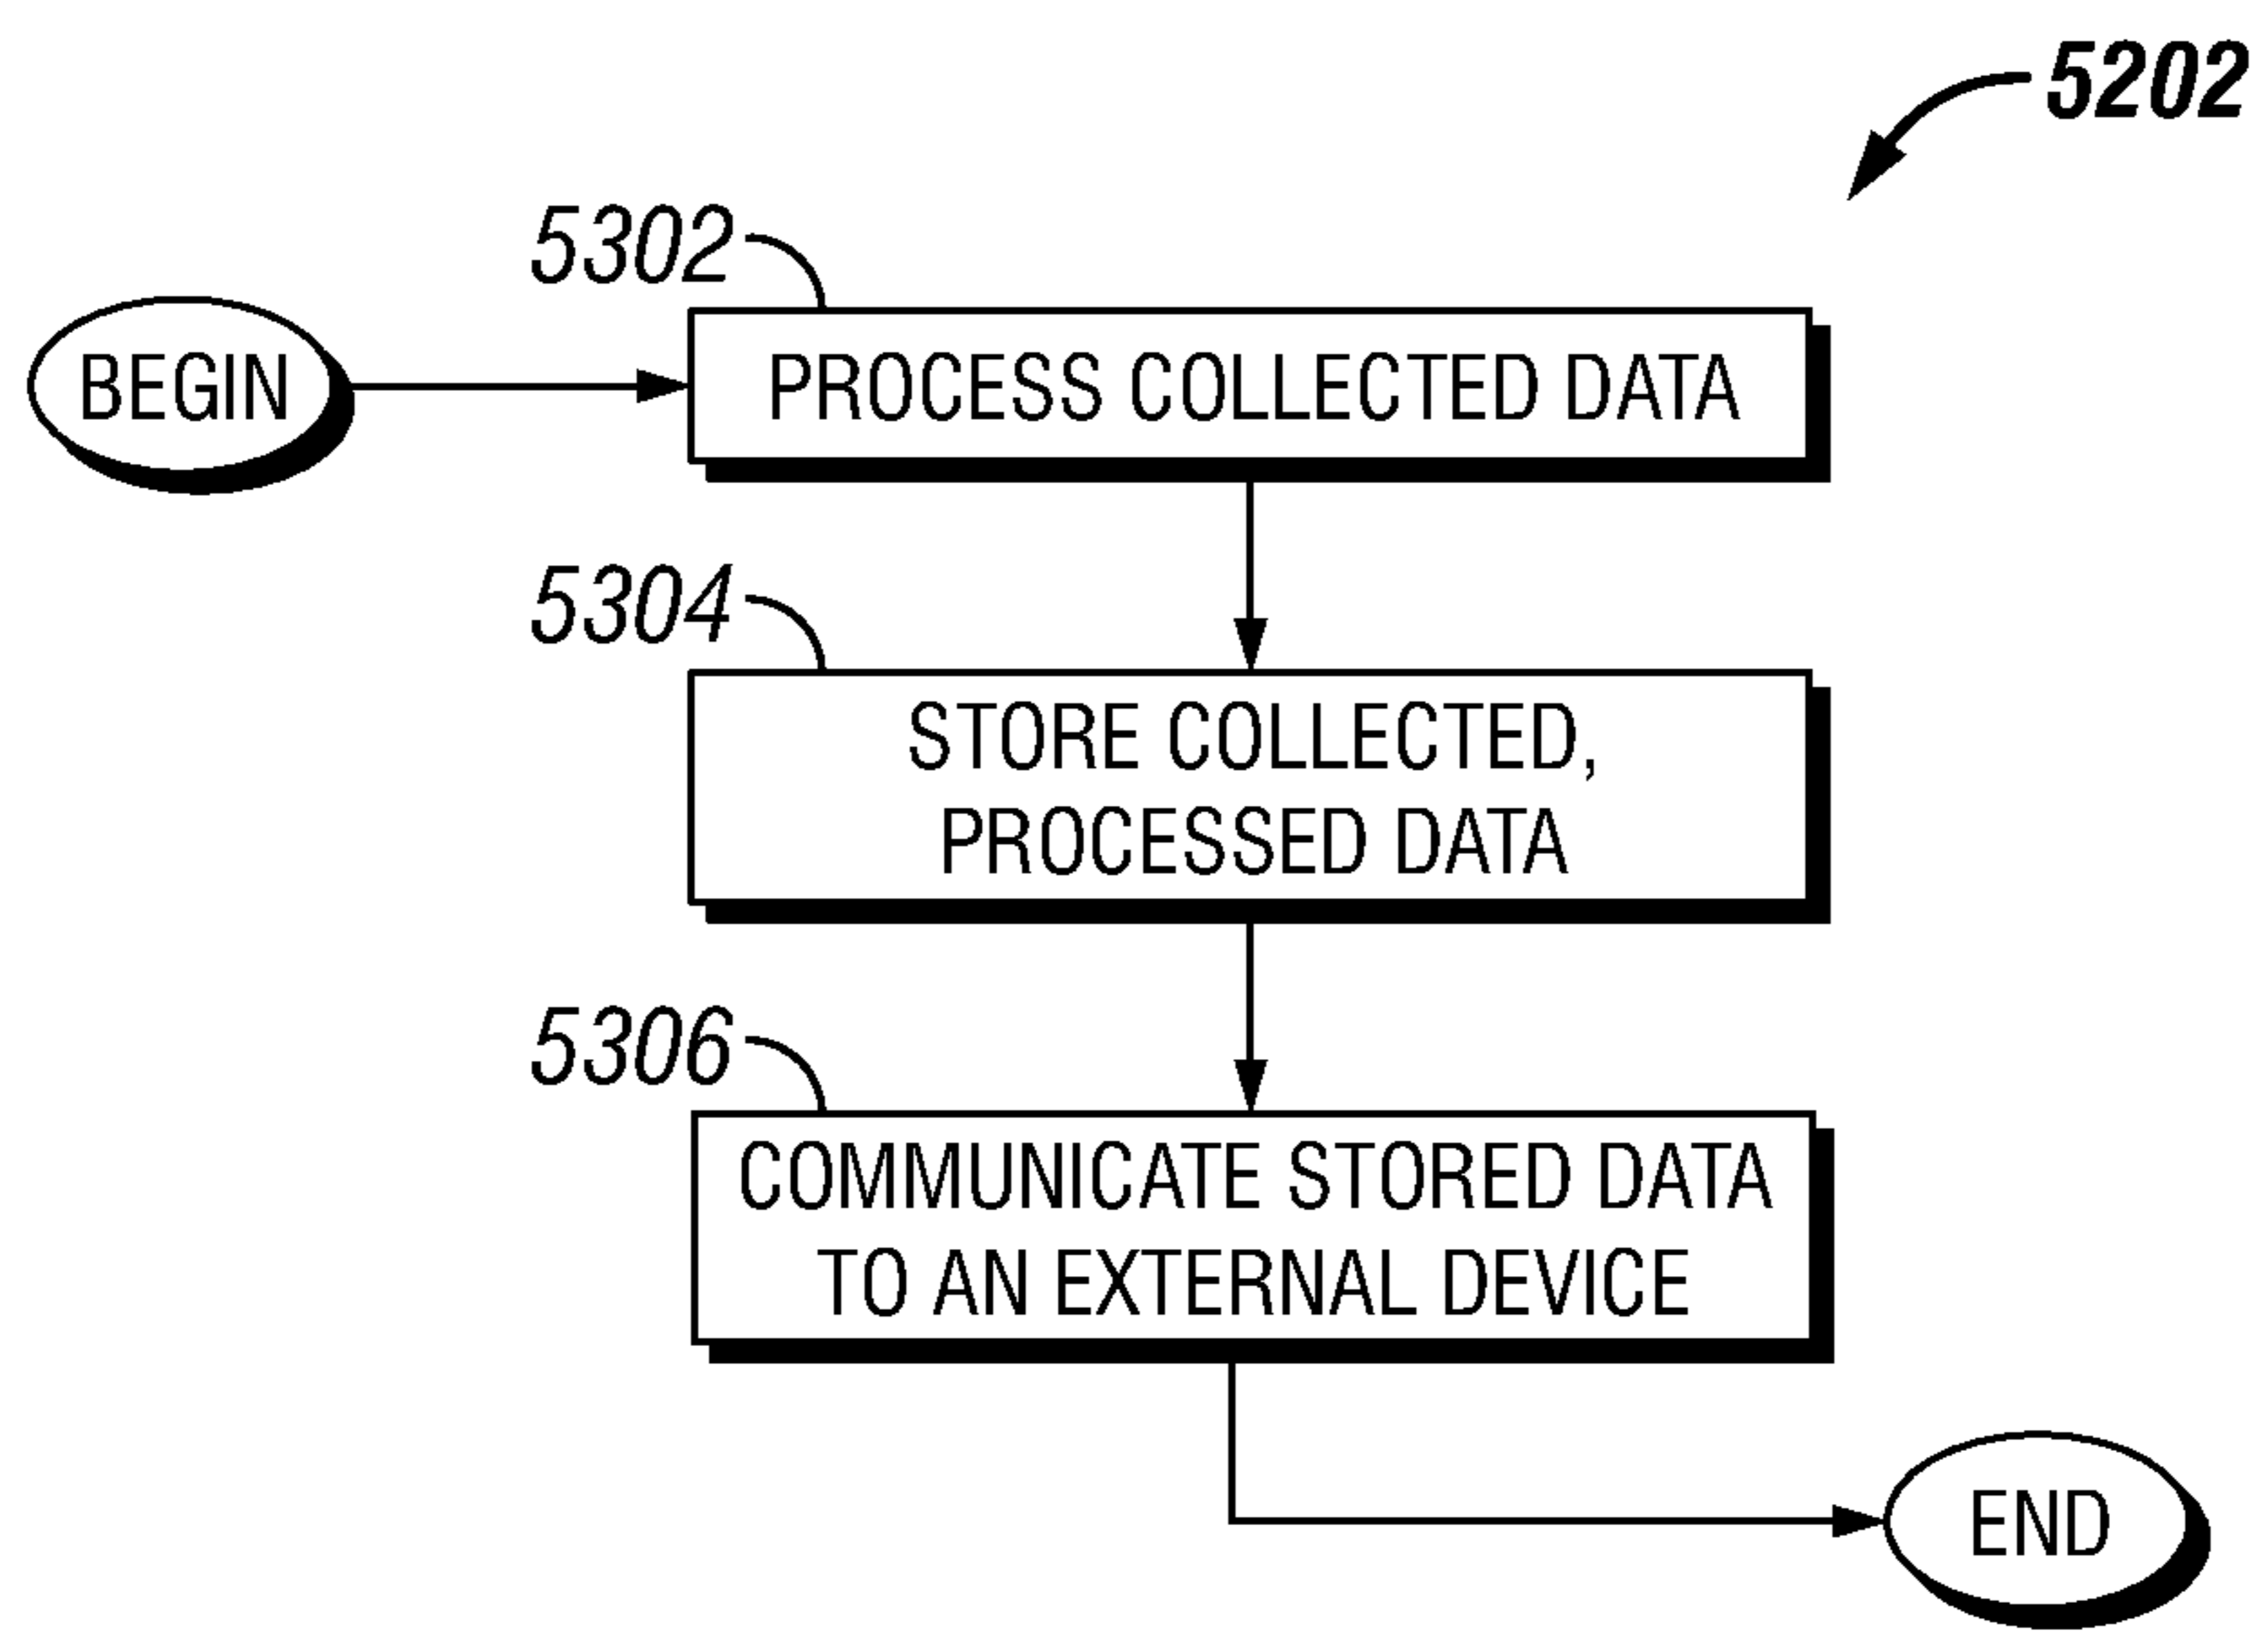 5202
5302
BEGIN
PROCESS COLLECTED DATA
5304
STORE COLLECTED,
PROCESSED DATA
5306
COMMUNICATE STORED DATA
TO AN EXTERNAL DEVICE
END